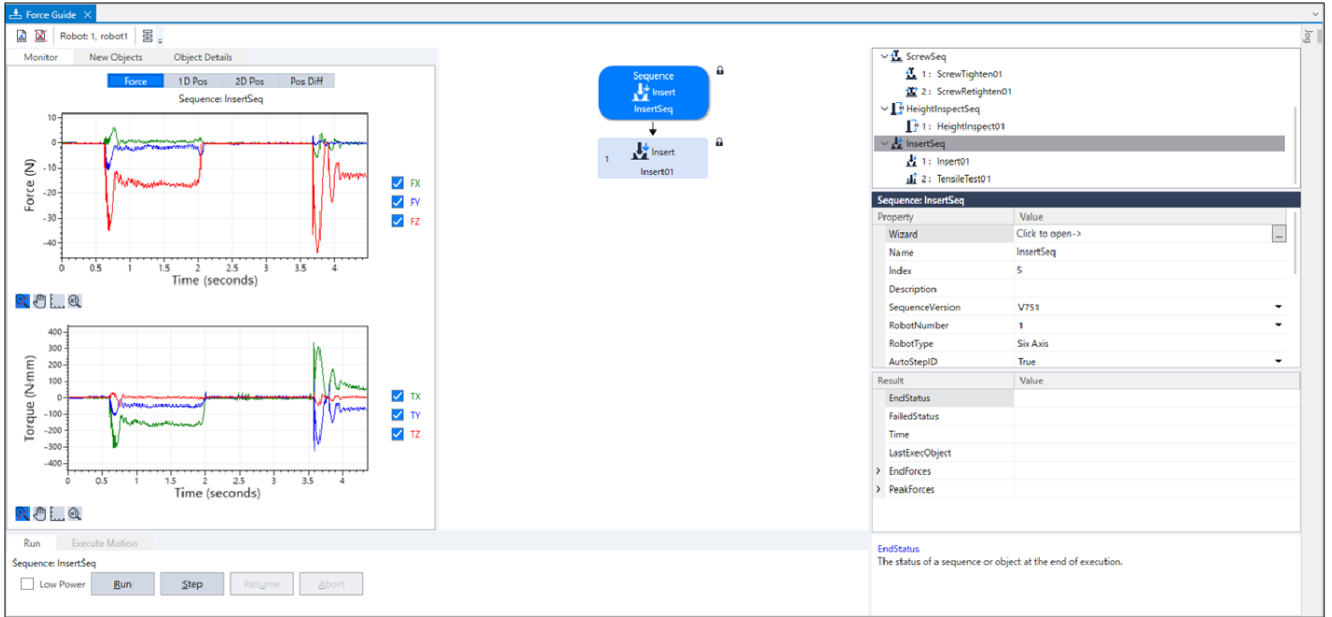 Force Guide
Robot: 1, robot1
Jog
Monitor New Objects Object Details
Force 1D Pos 2D Pos Pos Diff
Sequence: InsertSeq
10
0
-10
-20
-30
-40
Force (N)
0 0.5 1 1.5 2 2.5 3 3.5 4
Time (seconds)
FX
FY
FZ
400
300
200
100
0
-100
-200
-300
-400
Torque (N·mm)
0 0.5 1 1.5 2 2.5 3 3.5 4
Time (seconds)
TX
TY
TZ
Run Execute Motion
Sequence: InsertSeq
Low Power Run Step Resume Abort
Sequence
Insert
InsertSeq
1 Insert
Insert01
ScrewSeq
1: ScrewTighten01
2: ScrewRetighten01
HeightInspectSeq
1: HeightInspect01
InsertSeq
1: Insert01
2: TensileTest01
Sequence: InsertSeq
Property Value
Wizard Click to open-> ...
Name InsertSeq
Index 5
Description
SequenceVersion V751
RobotNumber 1
RobotType Six Axis
AutoStepID True
Result Value
EndStatus
FailedStatus
Time
LastExecObject
EndForces
PeakForces
EndStatus
The status of a sequence or object at the end of execution.